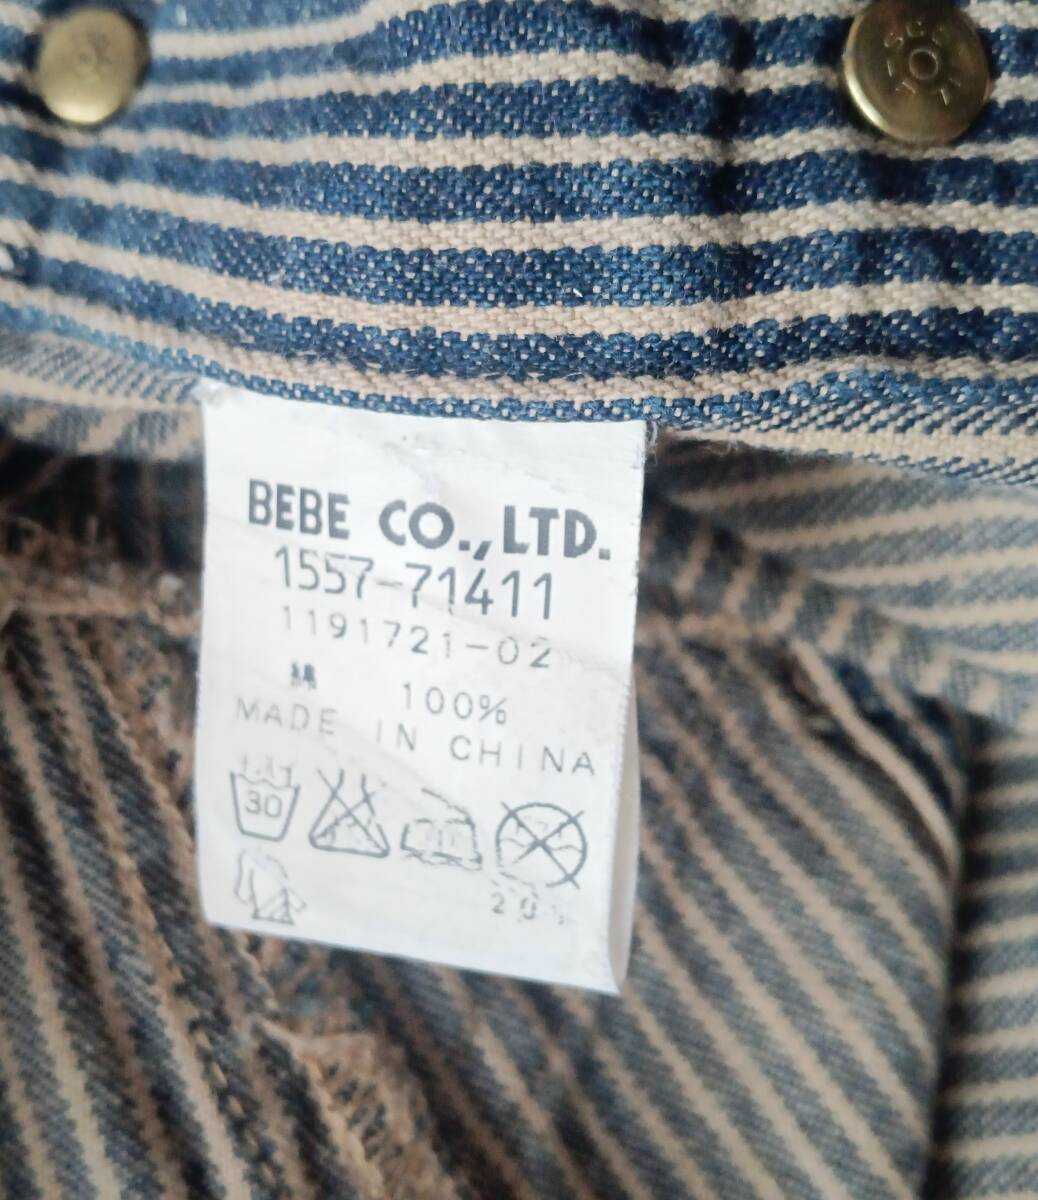 BEBE CO.,LTD.
1557-71411
1191721-02
綿 100%
MADE IN CHINA
30